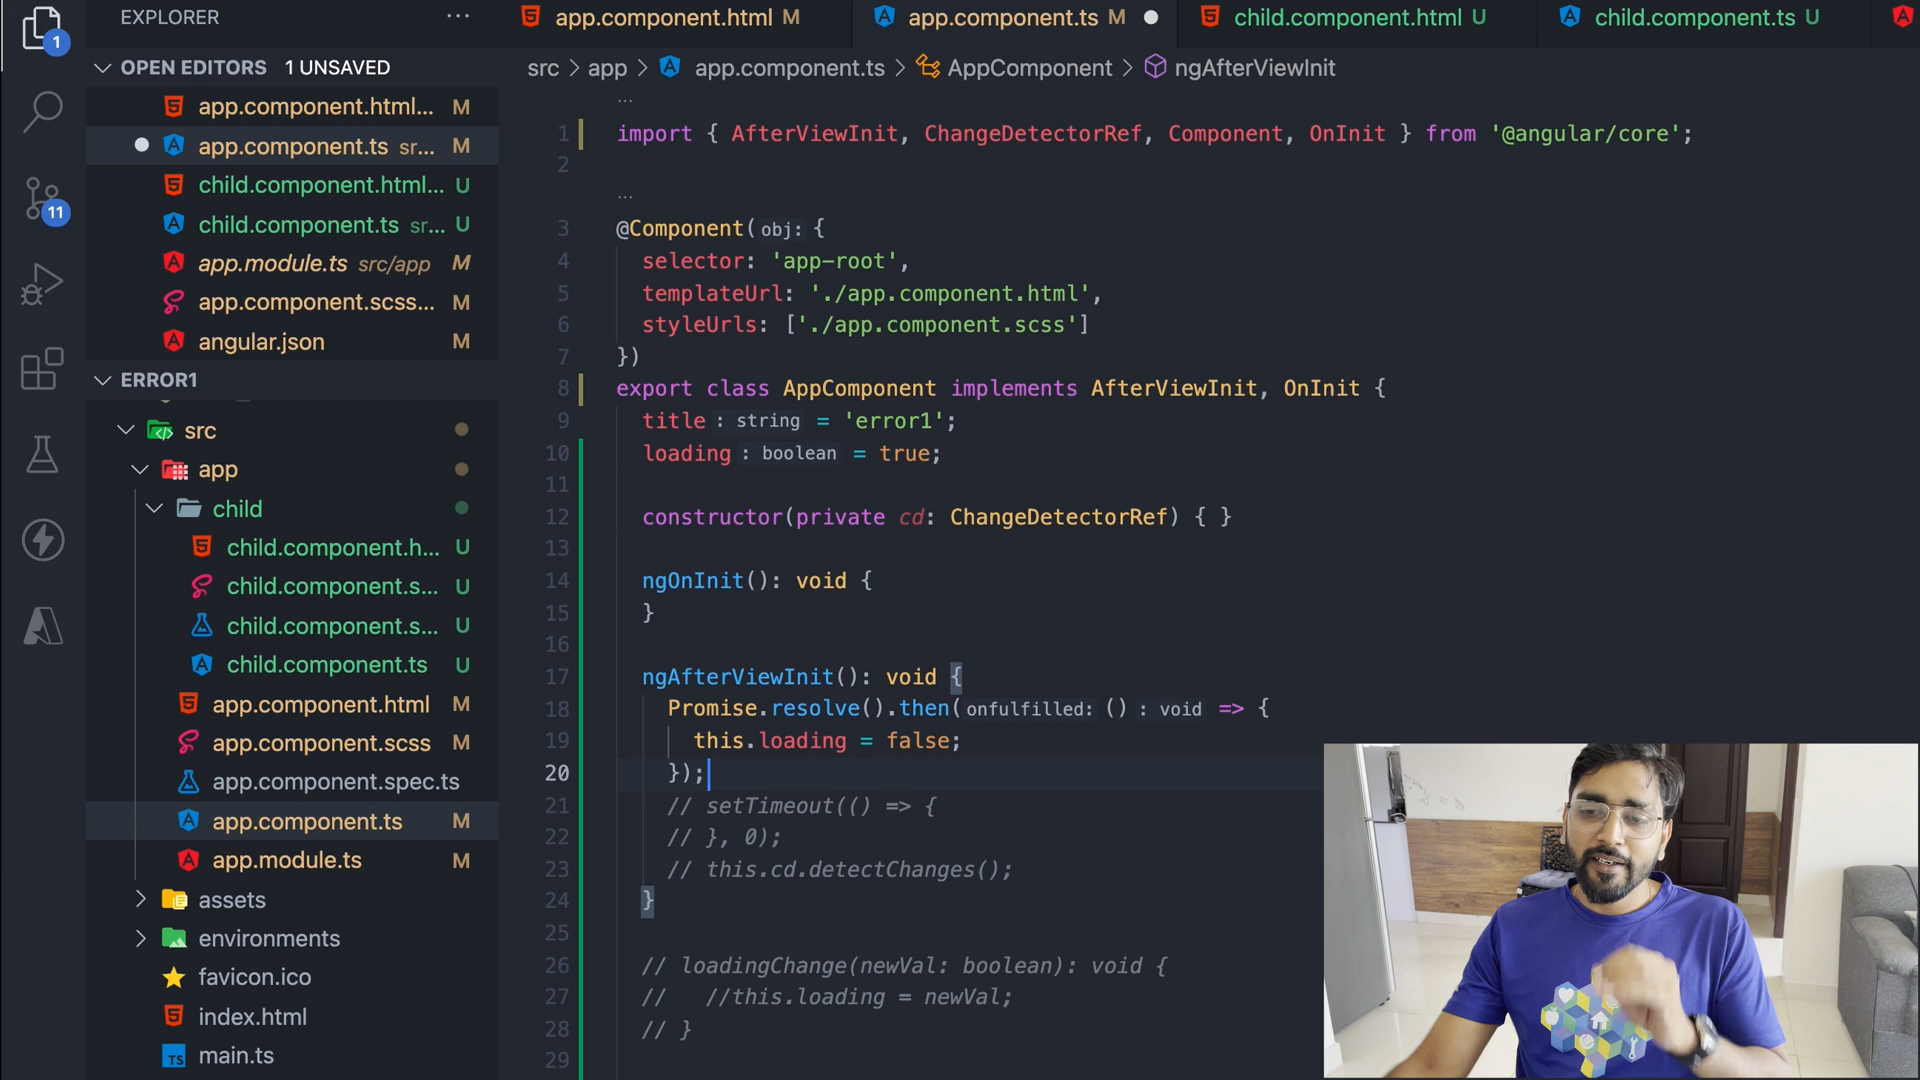 EXPLORER
···
app.component.html M
app.component.ts M
child.component.html U
child.component.ts U
1
OPEN EDITORS 1 UNSAVED
app.component.html... M
app.component.ts sr... M
child.component.html... U
child.component.ts sr... U
app.module.ts src/app M
app.component.scss... M
angular.json M
11
ERROR1
src
app
child
child.component.h... U
child.component.s... U
child.component.s... U
child.component.ts U
app.component.html M
app.component.scss M
app.component.spec.ts
app.component.ts M
app.module.ts M
assets
environments
favicon.ico
index.html
TS main.ts
src > app > app.component.ts > AppComponent > ngAfterViewInit
...
1 import { AfterViewInit, ChangeDetectorRef, Component, OnInit } from '@angular/core';
2
...
3 @Component(obj: {
4 selector: 'app-root',
5 templateUrl: './app.component.html',
6 styleUrls: ['./app.component.scss']
7 })
8 export class AppComponent implements AfterViewInit, OnInit {
9 title : string = 'error1';
10 loading : boolean = true;
11
12 constructor(private cd: ChangeDetectorRef) { }
13
14 ngOnInit(): void {
15 }
16
17 ngAfterViewInit(): void {
18 Promise.resolve().then(onfulfilled: () : void => {
19 this.loading = false;
20 });
21 // setTimeout(() => {
22 // }, 0);
23 // this.cd.detectChanges();
24 }
25
26 // loadingChange(newVal: boolean): void {
27 // //this.loading = newVal;
28 // }
29